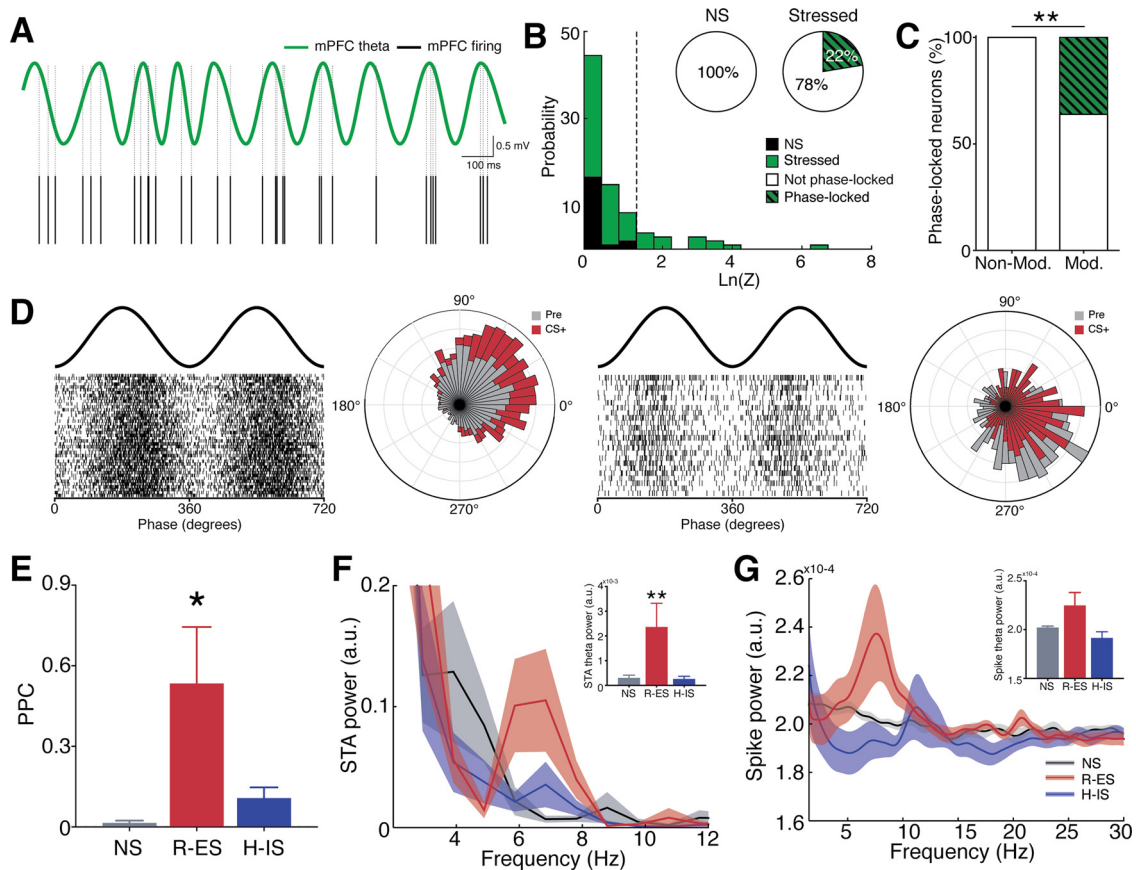 A
mPFC theta
mPFC firing
0.5 mV
100 ms
B
50
10
Probability
0 2 4 6 8
Ln(Z)
NS
100%
Stressed
22%
78%
NS
Stressed
Not phase-locked
Phase-locked
C
**
100
50
0
Phase-locked neurons (%)
Non-Mod. Mod.
D
0 360 720
Phase (degrees)
90°
180°
0°
270°
Pre
CS+
0 360 720
Phase (degrees)
90°
180°
0°
270°
Pre
CS+
E
0.9
0.6
0.3
0
PPC
*
NS R-ES H-IS
F
0.2
0.1
0
STA power (a.u.)
4 6 8 10 12
Frequency (Hz)
x10-3
4
3
2
1
0
STA theta power (a.u.)
**
NS R-ES H-IS
G
2.6
x10-4
2.4
2.2
2.0
1.8
1.6
Spike power (a.u.)
5 10 15 20 25 30
Frequency (Hz)
x10-4
2.5
2.0
1.5
Spike theta power (a.u.)
NS R-ES H-IS
NS
R-ES
H-IS